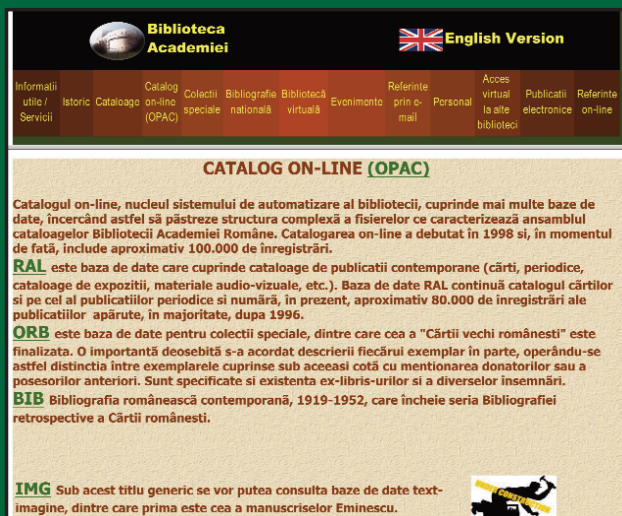 Biblioteca
Academiei
English Version
Informatii
utile /
Servicii
Istoric
Cataloage
Catalog
on-line
(OPAC)
Colectii
speciale
Bibliografie
natională
Bibliotecă
virtuală
Evenimente
Referinte
prin e-
mail
Personal
Acces
virtual
la alte
biblioteci
Publicatii
electronice
Referinte
on-line
CATALOG ON-LINE (OPAC)
Catalogul on-line, nucleul sistemului de automatizare al bibliotecii, cuprinde mai multe baze de
date, încercând astfel să păstreze structura complexă a fisierelor ce caracterizează ansamblul
cataloagelor Bibliotecii Academiei Române. Catalogarea on-line a debutat în 1998 si, în momentul
de fată, include aproximativ 100.000 de înregistrări.
RAL este baza de date care cuprinde cataloage de publicatii contemporane (cărti, periodice,
cataloage de expozitii, materiale audio-vizuale, etc.). Baza de date RAL continuă catalogul cărtilor
si pe cel al publicatiilor periodice si numără, în prezent, aproximativ 80.000 de inregistrări ale
publicatiilor apărute, în majoritate, dupa 1996.
ORB este baza de date pentru colectii speciale, dintre care cea a "Cărtii vechi românesti" este
finalizata. O importantă deosebită s-a acordat descrierii fiecărui exemplar în parte, operându-se
astfel distinctia între exemplarele cuprinse sub aceeasi cotă cu mentionarea donatorilor sau a
posesorilor anteriori. Sunt specificate si existenta ex-libris-urilor si a diverselor însemnări.
BIB Bibliografia românească contemporană, 1919-1952, care încheie seria Bibliografiei
retrospective a Cărtii românesti.
IMG Sub acest titlu generic se vor putea consulta baze de date text-
imagine, dintre care prima este cea a manuscriselor Eminescu.
UNDER CONSTRUCTION